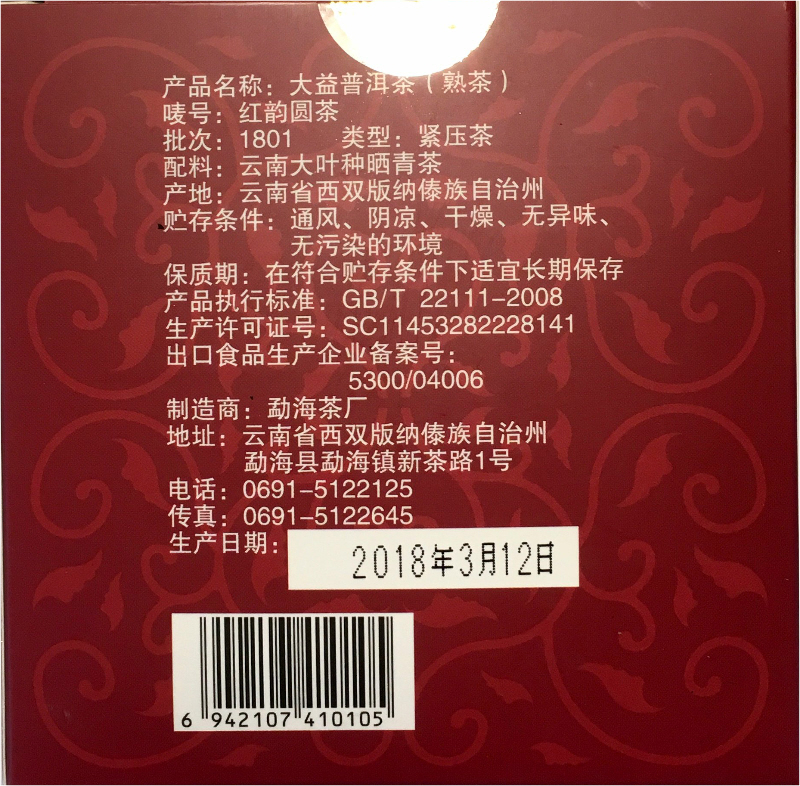 产品名称：大益普洱茶（熟茶）
唛号：红韵圆茶
批次：1801 类型：紧压茶
配料：云南大叶种晒青茶
产地：云南省西双版纳傣族自治州
贮存条件：通风、阴凉、干燥、无异味、
无污染的环境
保质期：在符合贮存条件下适宜长期保存
产品执行标准：GB/T 22111-2008
生产许可证号：SC11453282228141
出口食品生产企业备案号：
5300/04006
制造商：勐海茶厂
地址：云南省西双版纳傣族自治州
勐海县勐海镇新茶路1号
电话：0691-5122125
传真：0691-5122645
生产日期：2018年3月12日
6 942107 410105